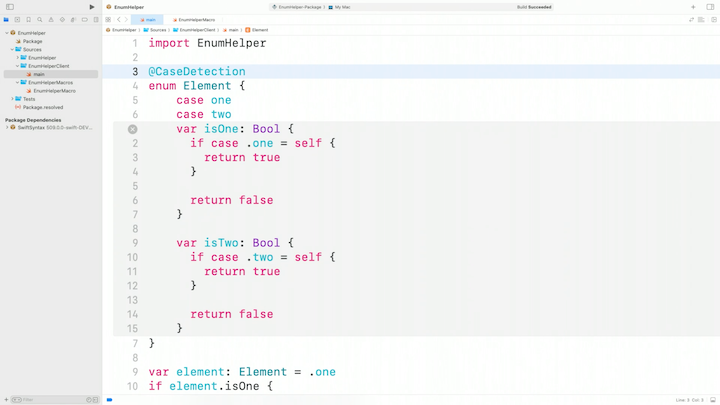 EnumHelper
EnumHelper-Package
My Mac
Build Succeeded
main
EnumHelperMacro
EnumHelper
Sources
EnumHelperClient
main
Element
EnumHelper
Package
Sources
EnumHelper
EnumHelperClient
main
EnumHelperMacros
EnumHelperMacro
Tests
Package.resolved
Package Dependencies
SwiftSyntax 509.0.0-swift-DEV...
1 import EnumHelper
2
3 @CaseDetection
4 enum Element {
5 case one
6 case two
var isOne: Bool {
2 if case .one = self {
3 return true
4 }
5
6 return false
7 }
8
9 var isTwo: Bool {
10 if case .two = self {
11 return true
12 }
13
14 return false
15 }
7 }
8
9 var element: Element = .one
10 if element.isOne {
Filter
Line: 3 Col: 3